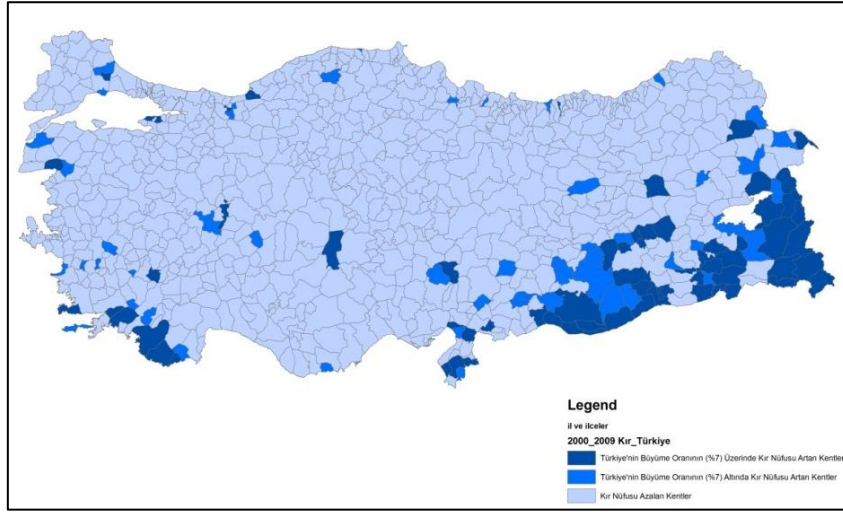 Legend
il ve ilceler
2000_2009 Kır_Türkiye
Türkiye'nin Büyüme Oranının (%7) Üzerinde Kır Nüfusu Artan Kentler
Türkiye'nin Büyüme Oranının (%7) Altında Kır Nüfusu Artan Kentler
Kır Nüfusu Azalan Kentler